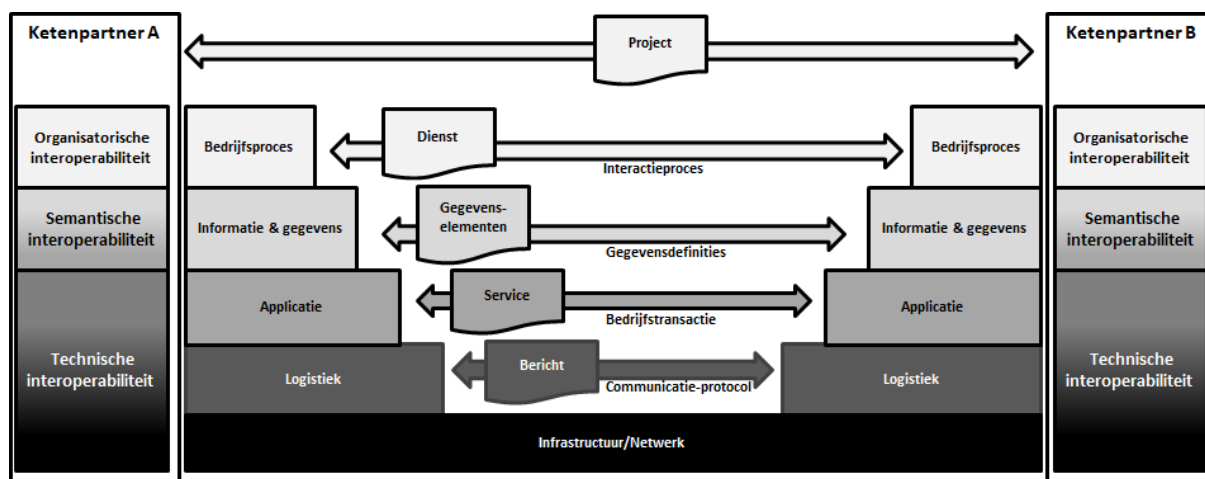 Ketenpartner A
Project
Ketenpartner B
Organisatorische
interoperabiliteit
Bedrijfsproces
Dienst
Interactieproces
Bedrijfsproces
Organisatorische
interoperabiliteit
Semantische
interoperabiliteit
Informatie & gegevens
Gegevens-
elementen
Gegevensdefinities
Informatie & gegevens
Semantische
interoperabiliteit
Applicatie
Service
Bedrijfstransactie
Applicatie
Technische
interoperabiliteit
Logistiek
Bericht
Communicatie-protocol
Logistiek
Technische
interoperabiliteit
Infrastructuur/Netwerk